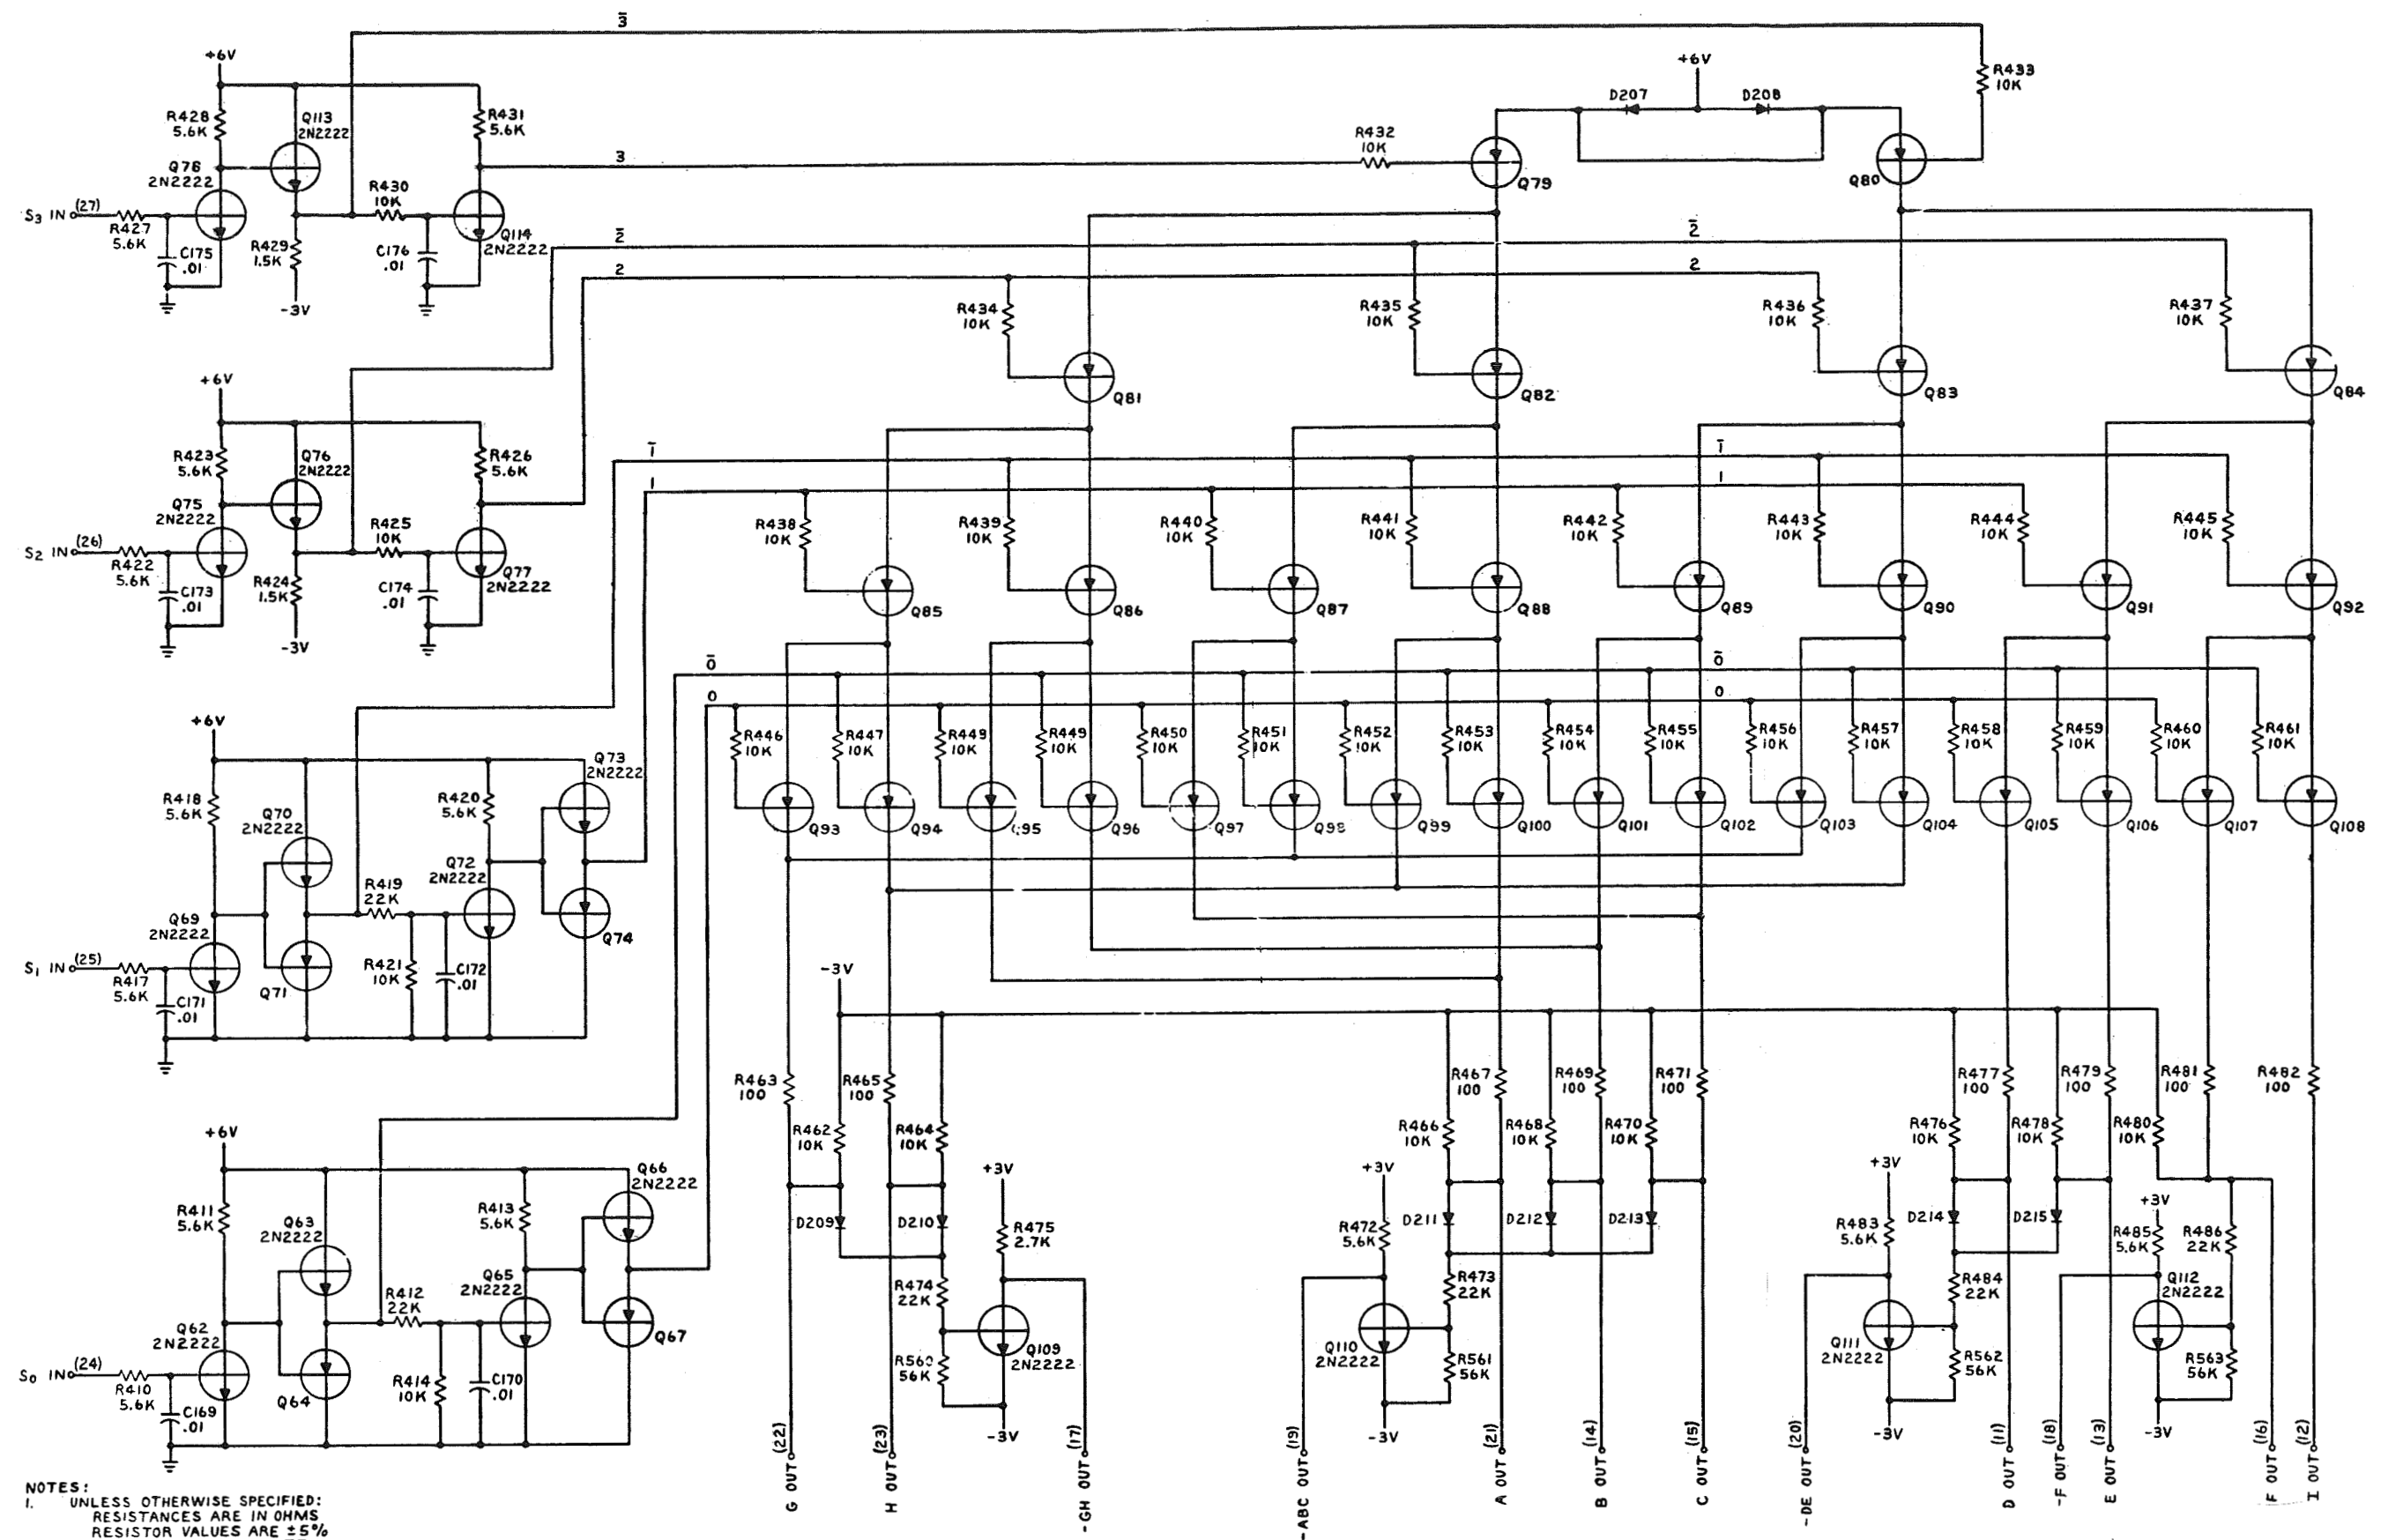 3̄
+6V
R428
5.6K
Q113
2N2222
R431
5.6K
Q78
2N2222
R430
10K
3
S3 IN
(27)
R427
5.6K
C175
.01
R429
1.5K
-3V
C176
.01
Q114
2N2222
R432
10K
Q79
+6V
D207
D208
Q80
R433
10K
2̄
2
2̄
2
R434
10K
R435
10K
R436
10K
R437
10K
Q81
Q82
Q83
Q84
+6V
R423
5.6K
Q76
2N2222
R426
5.6K
Q75
2N2222
R425
10K
S2 IN
(26)
R422
5.6K
C173
.01
R424
1.5K
-3V
C174
.01
Q77
2N2222
1̄
1
1̄
1
R438
10K
R439
10K
R440
10K
R441
10K
R442
10K
R443
10K
R444
10K
R445
10K
Q85
Q86
Q87
Q88
Q89
Q90
Q91
Q92
0̄
0
0̄
0
R446
10K
R447
10K
R449
10K
R449
10K
R450
10K
R451
10K
R452
10K
R453
10K
R454
10K
R455
10K
R456
10K
R457
10K
R458
10K
R459
10K
R460
10K
R461
10K
Q93
Q94
Q96
Q97
Q99
Q100
Q101
Q102
Q103
Q104
Q105
Q106
Q107
Q108
+6V
R418
5.6K
Q70
2N2222
R420
5.6K
Q73
2N2222
Q72
2N2222
R419
22K
Q69
2N2222
Q74
S1 IN
(25)
R417
5.6K
C171
.01
Q71
R421
10K
C172
.01
-3V
R463
100
R465
100
R467
100
R469
100
R471
100
R477
100
R479
100
R481
100
R482
100
R462
10K
R464
10K
R466
10K
R468
10K
R470
10K
R476
10K
R478
10K
R480
10K
+6V
R411
5.6K
Q63
2N2222
R413
5.6K
Q66
2N2222
Q65
2N2222
R412
22K
Q62
2N2222
Q67
S0 IN
(24)
R410
5.6K
C169
.01
Q64
R414
10K
C170
.01
D209
D210
+3V
R475
2.7K
R474
22K
56K
Q109
2N2222
-3V
+3V
R472
5.6K
D211
D212
D213
R473
22K
Q110
2N2222
R561
56K
-3V
+3V
R483
5.6K
D214
D215
R484
22K
Q111
2N2222
R562
56K
-3V
+3V
R485
5.6K
R486
22K
Q112
2N2222
R563
56K
-3V
G OUT (22)
H OUT (23)
-GH OUT (17)
-ABC OUT (19)
A OUT (21)
B OUT (14)
C OUT (15)
-DE OUT (20)
D OUT (11)
-F OUT (18)
E OUT (13)
F OUT (16)
I OUT (12)
NOTES:
1. UNLESS OTHERWISE SPECIFIED:
RESISTANCES ARE IN OHMS
RESISTOR VALUES ARE ±5%